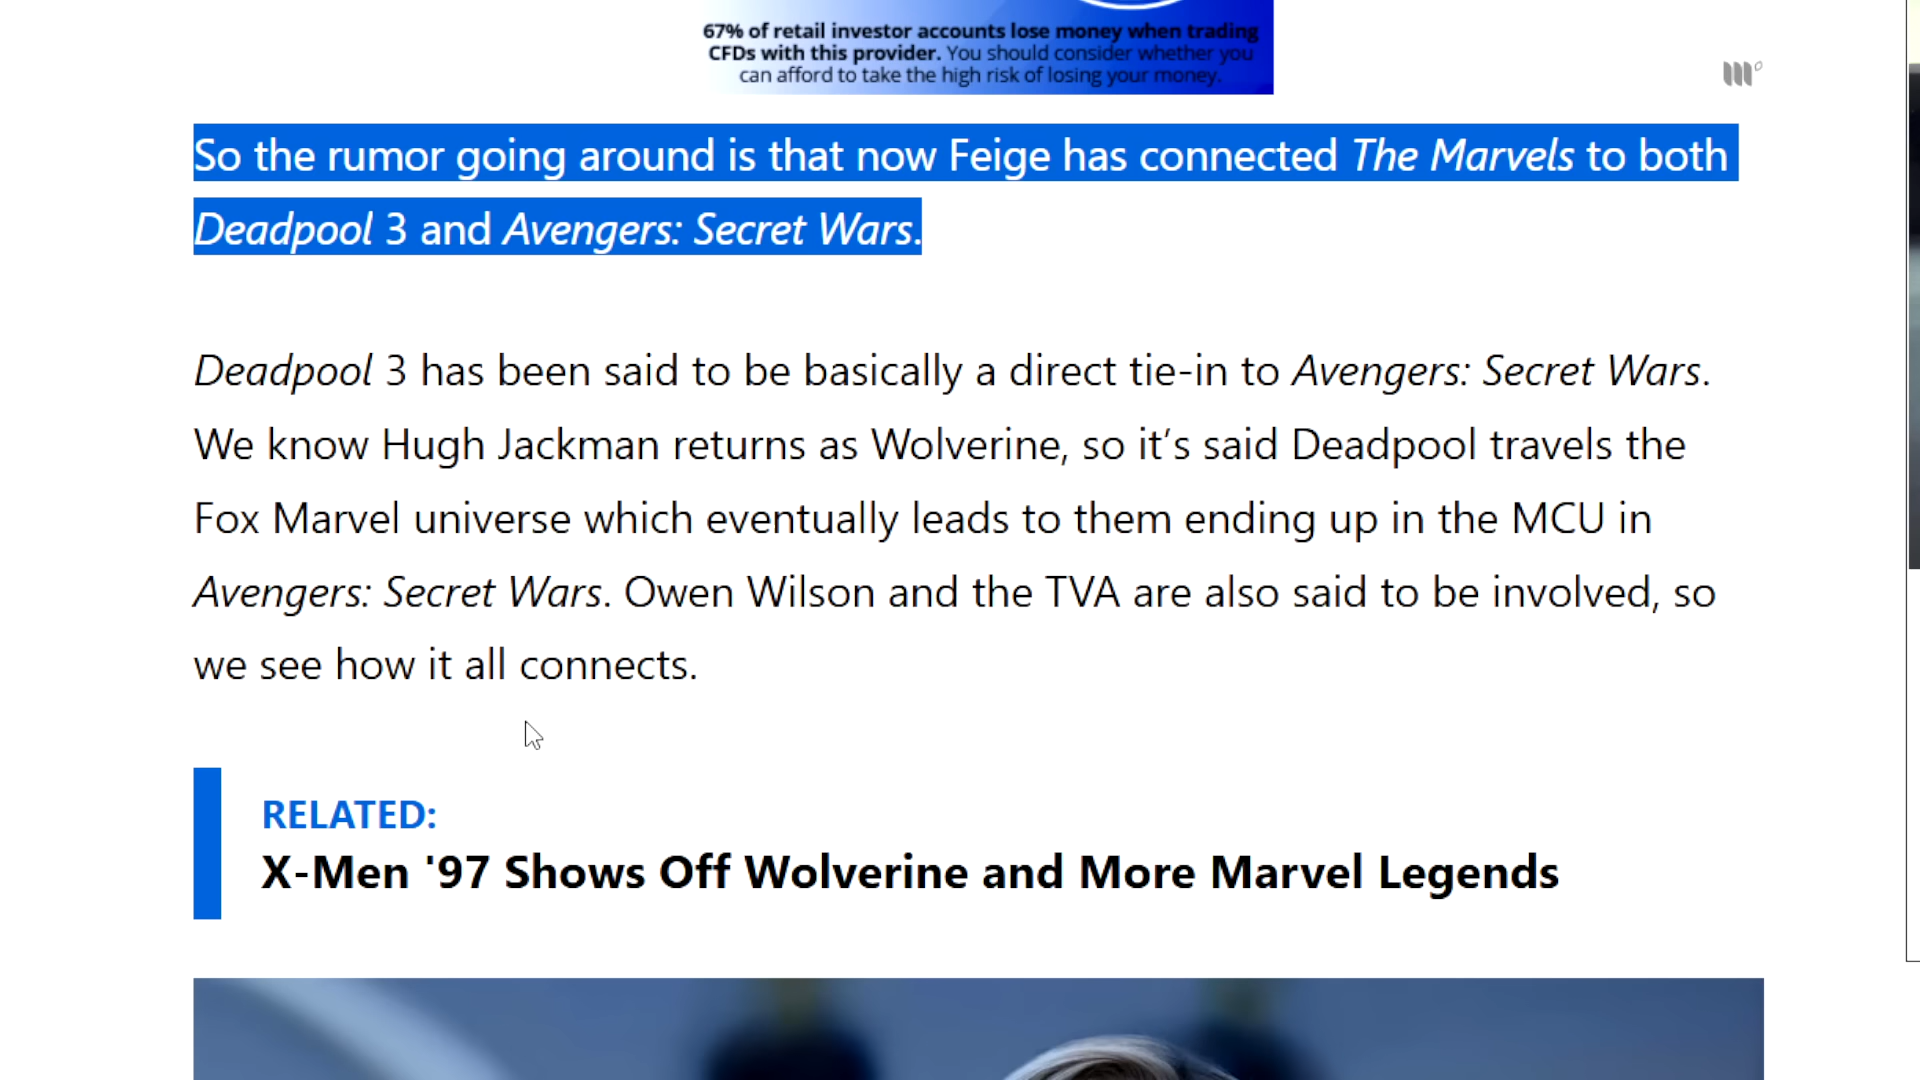 67% of retail investor accounts lose money when trading
CFDs with this provider. You should consider whether you
can afford to take the high risk of losing your money.
So the rumor going around is that now Feige has connected The Marvels to both
Deadpool 3 and Avengers: Secret Wars.
Deadpool 3 has been said to be basically a direct tie-in to Avengers: Secret Wars.
We know Hugh Jackman returns as Wolverine, so it’s said Deadpool travels the
Fox Marvel universe which eventually leads to them ending up in the MCU in
Avengers: Secret Wars. Owen Wilson and the TVA are also said to be involved, so
we see how it all connects.
RELATED:
X-Men '97 Shows Off Wolverine and More Marvel Legends